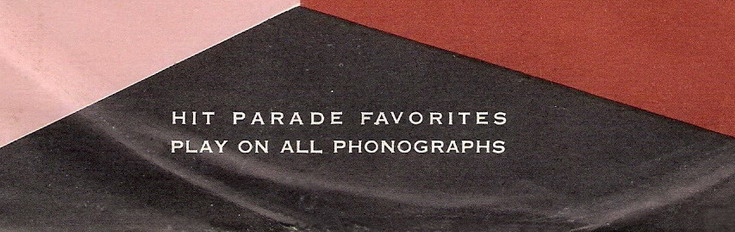 HIT PARADE FAVORITES
PLAY ON ALL PHONOGRAPHS